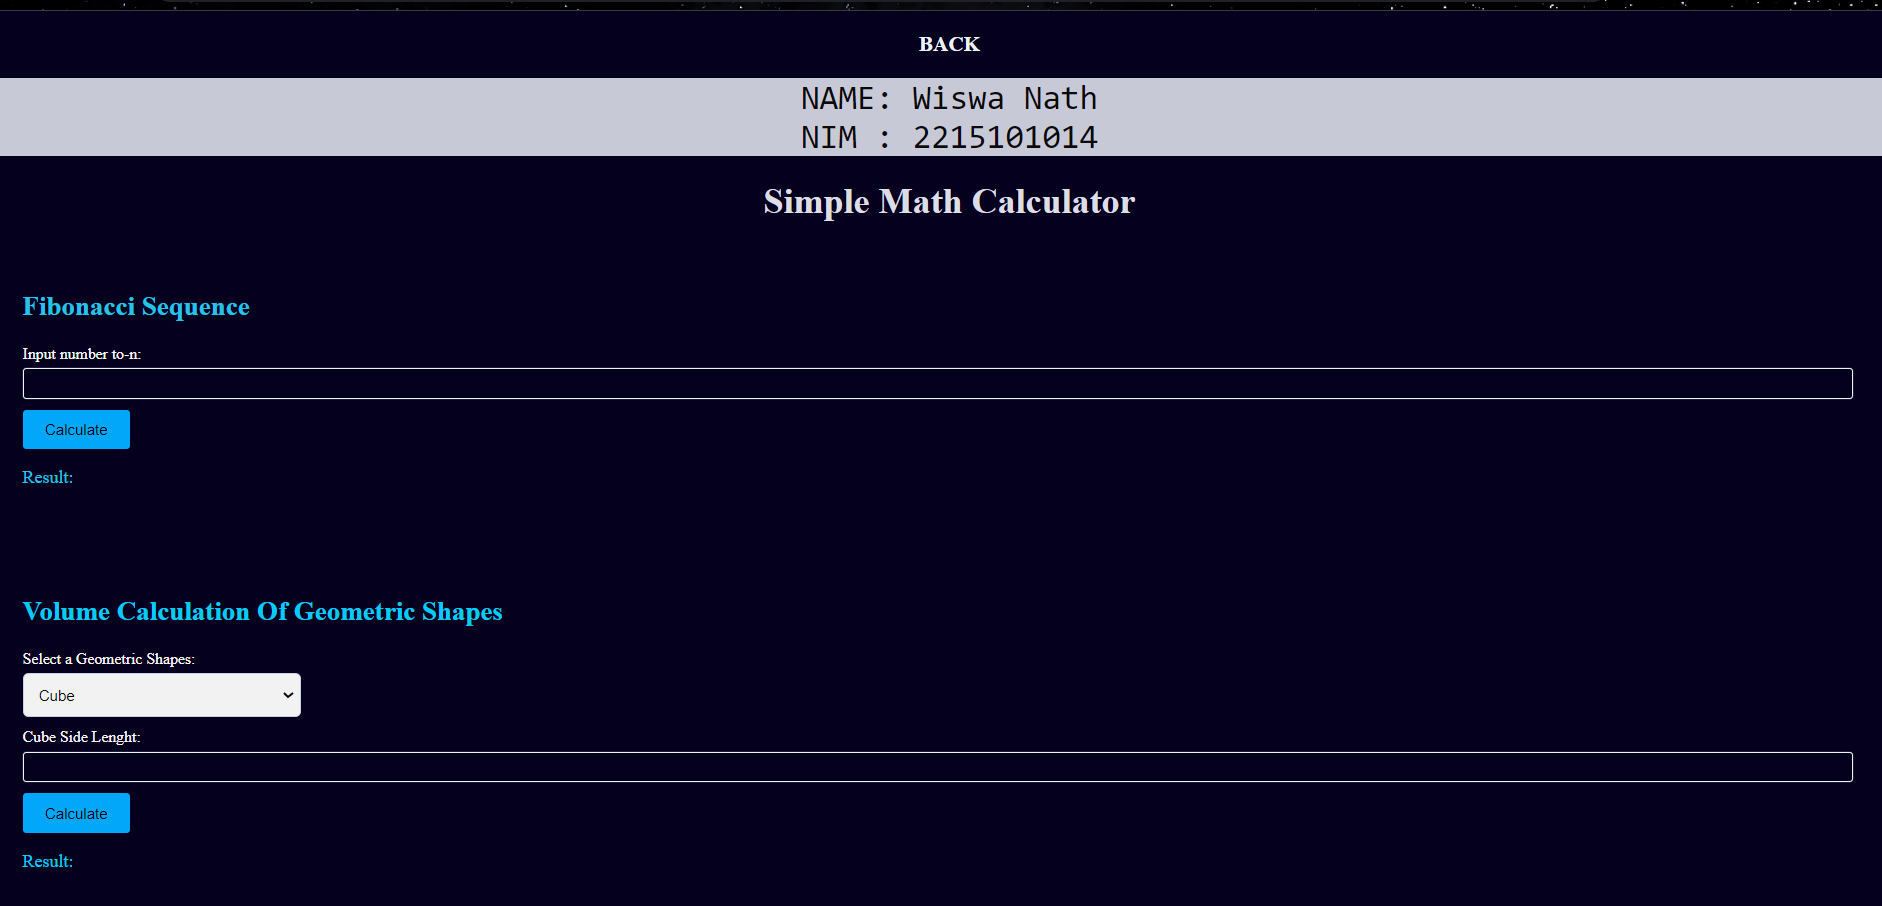 BACK
NAME: Wiswa Nath
NIM : 2215101014
Simple Math Calculator
Fibonacci Sequence
Input number to-n:
Calculate
Result:
Volume Calculation Of Geometric Shapes
Select a Geometric Shapes:
Cube
Cube Side Lenght:
Calculate
Result: